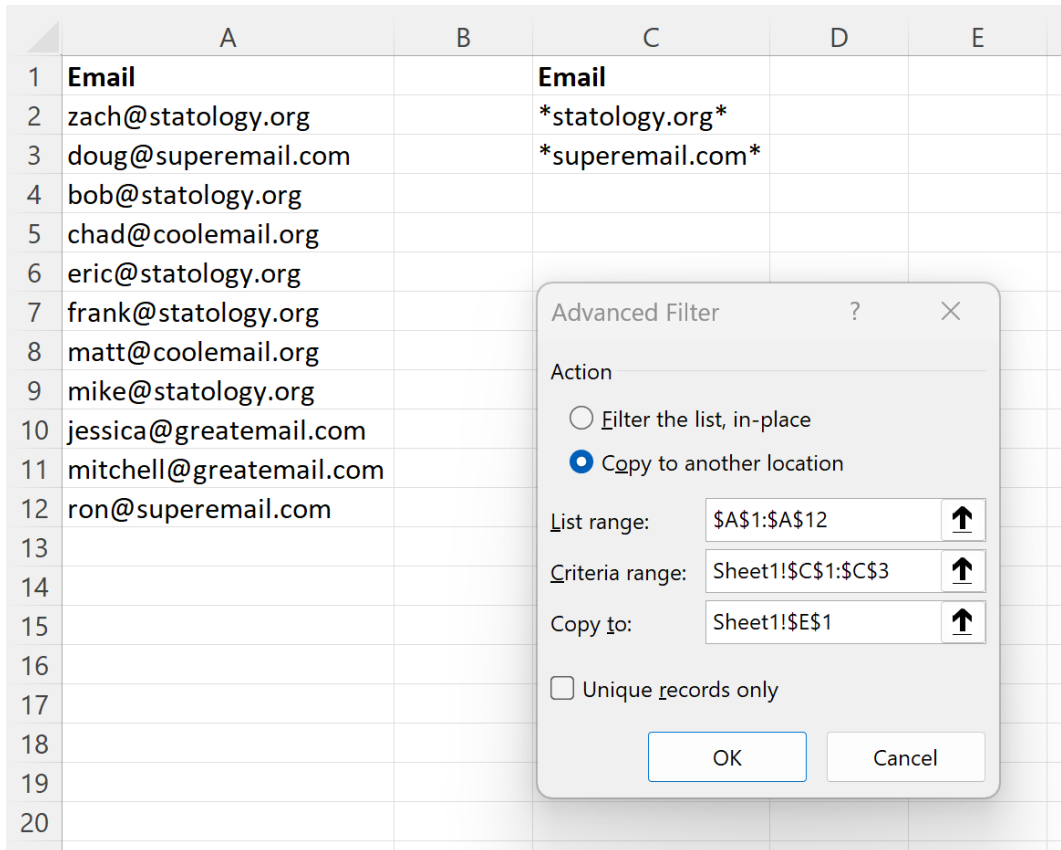 A B C D E
1 Email Email
2 zach@statology.org *statology.org*
3 doug@superemail.com *superemail.com*
4 bob@statology.org
5 chad@coolemail.org
6 eric@statology.org
7 frank@statology.org
8 matt@coolemail.org
9 mike@statology.org
10 jessica@greatemail.com
11 mitchell@greatemail.com
12 ron@superemail.com
13
14
15
16
17
18
19
20
Advanced Filter ?
Action
Filter the list, in-place
Copy to another location
List range: $A$1:$A$12
Criteria range: Sheet1!$C$1:$C$3
Copy to: Sheet1!$E$1
Unique records only
OK Cancel